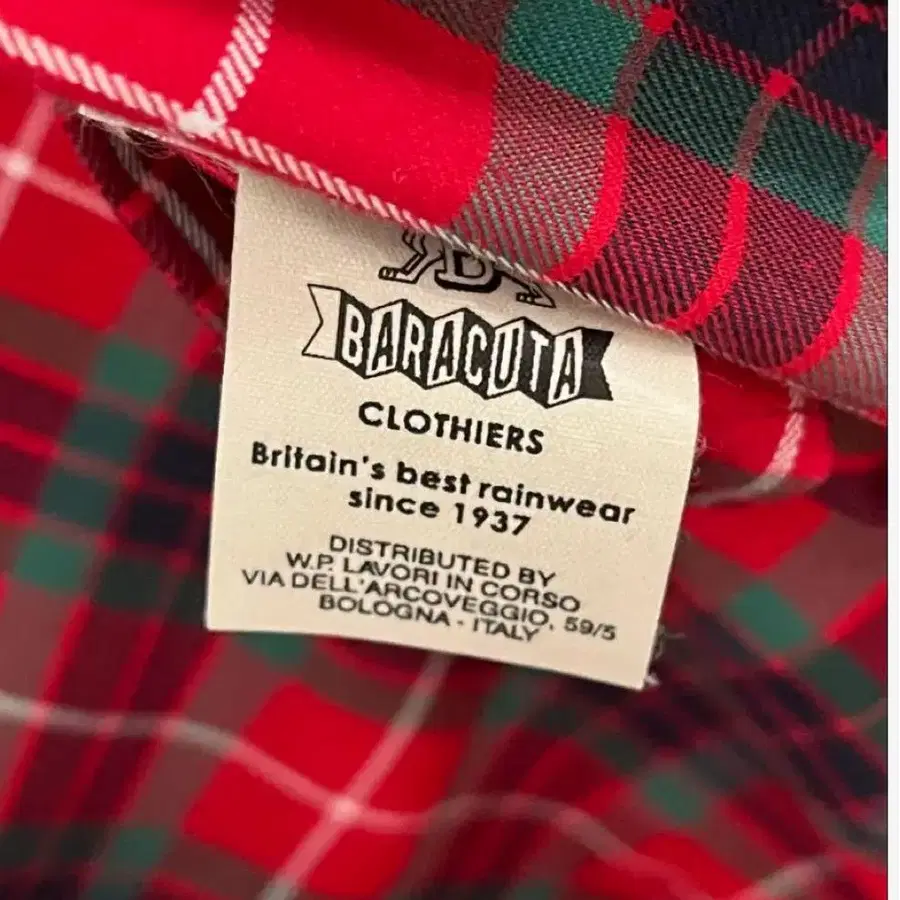 B
BARACUTA
CLOTHIERS
Britain's best rainwear
since 1937
DISTRIBUTED BY
W.P. LAVORI IN CORSO
VIA DELL'ARCOVEGGIO, 59/5
BOLOGNA - ITALY